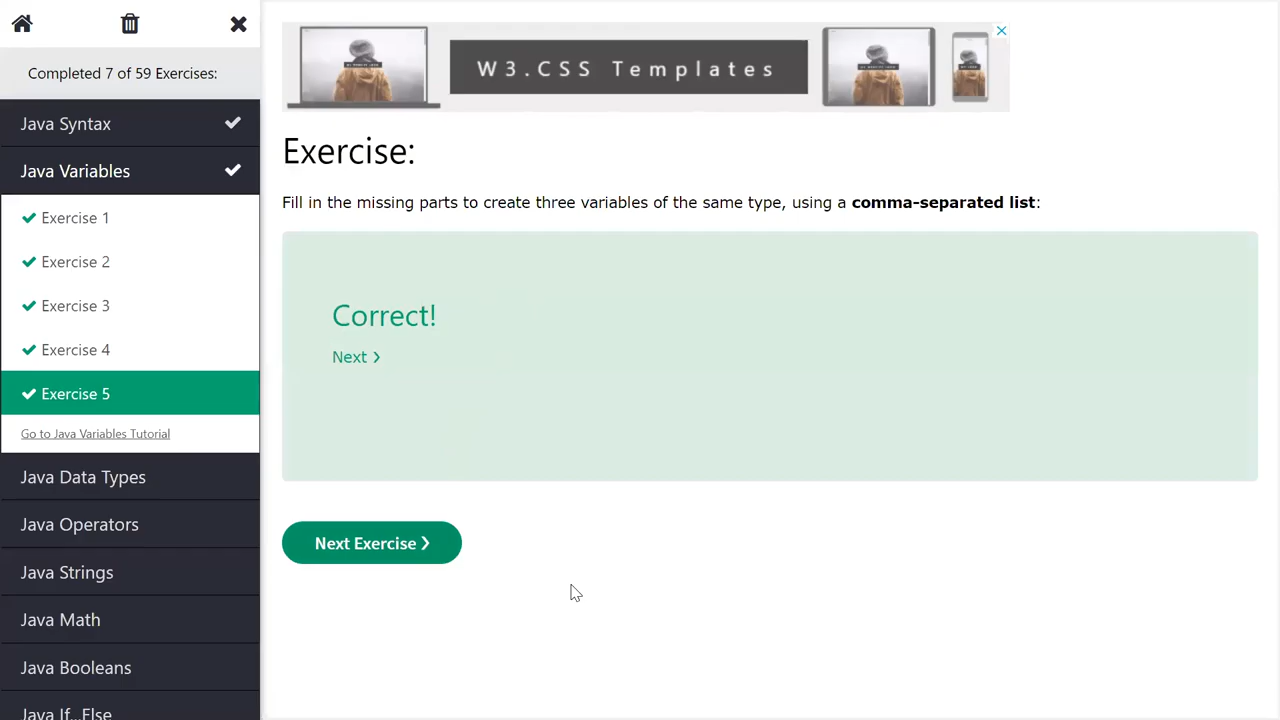 Completed 7 of 59 Exercises:
Java Syntax
Java Variables
Exercise 1
Exercise 2
Exercise 3
Exercise 4
Exercise 5
Go to Java Variables Tutorial
Java Data Types
Java Operators
Java Strings
Java Math
Java Booleans
Java If...Else
W3.CSS Templates
Exercise:
Fill in the missing parts to create three variables of the same type, using a comma-separated list:
Correct!
Next ❯
Next Exercise ❯